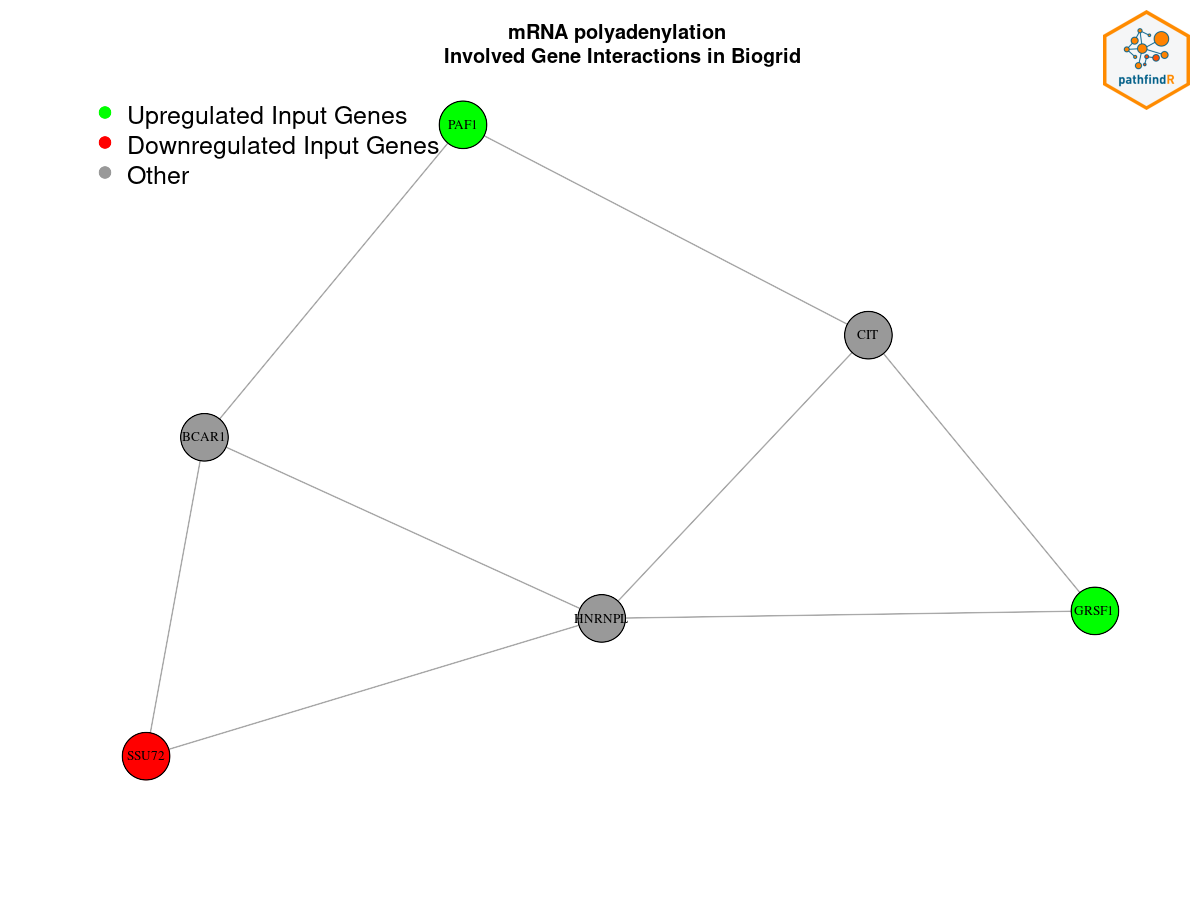 mRNA polyadenylation
Involved Gene Interactions in Biogrid
pathfindR
Upregulated Input Genes
Downregulated Input Genes
Other
PAF1
CIT
BCAR1
HNRNPL
GRSF1
SSU72